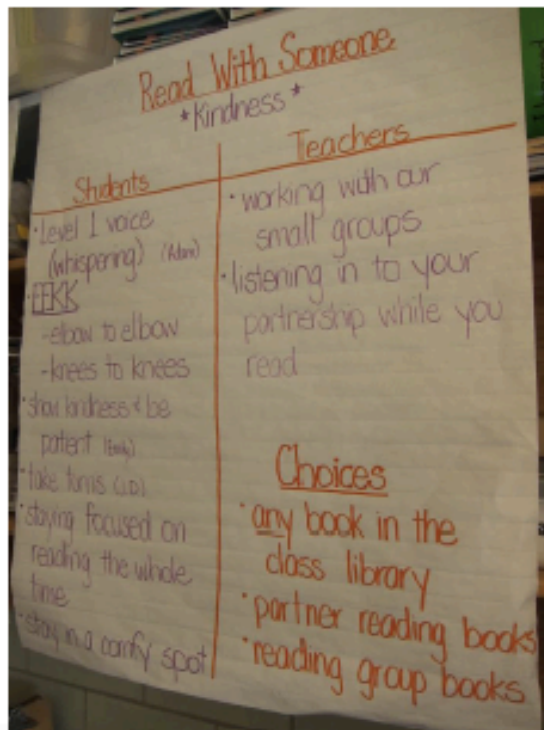 Read With Someone
*Kindness*
Students
• Level 1 voice
(whispering) (Adam)
• EEKK
-elbow to elbow
-knees to knees
• show kindness & be
patient (Emily)
• take turns (J.D.)
• staying focused on
reading the whole
time
• stay in a comfy spot
Teachers
• working with our
small groups
• listening in to your
partnership while you
read
Choices
• any book in the
class library
• partner reading books
• reading group books